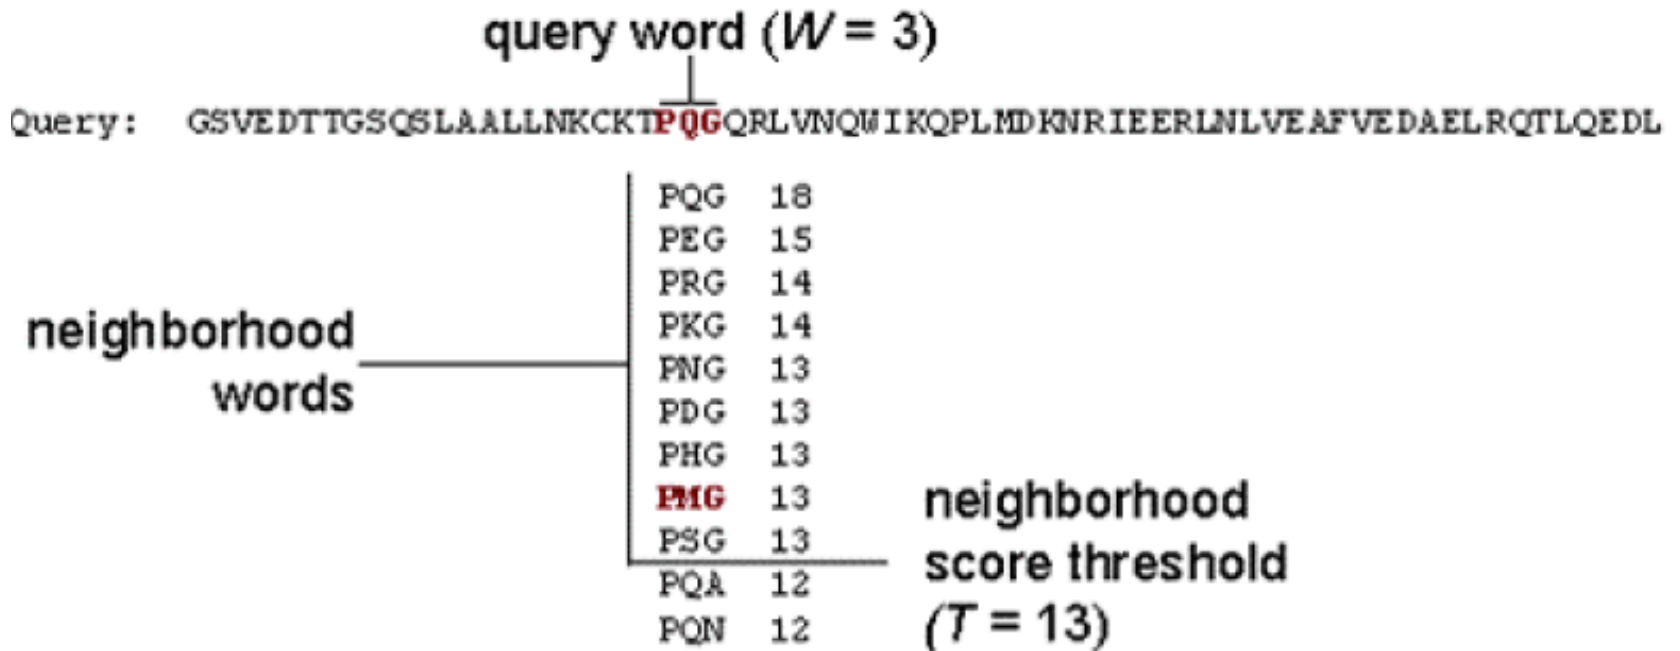 query word (W = 3)
Query: GSVEDTTGSQSLAALLNKCKTPQGQRLVNQWIKQPLMDKNRIEERLNLVEAFVEDAELRQTLQEDL
PQG 18
PEG 15
PRG 14
PKG 14
PNG 13
PDG 13
PHG 13
PMG 13
PSG 13
PQA 12
PQN 12
neighborhood
words
neighborhood
score threshold
(T = 13)